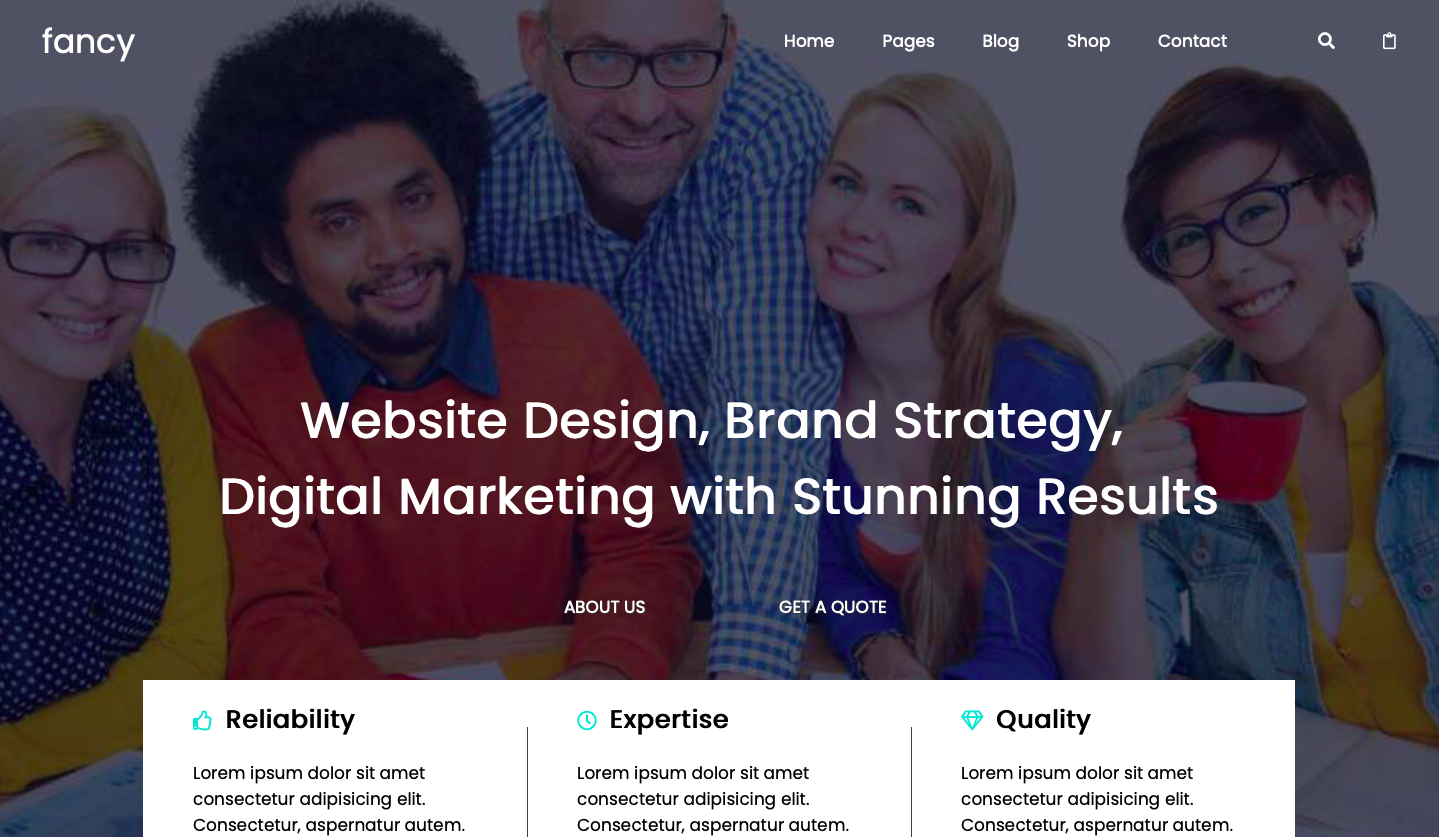 fancy
Home Pages Blog Shop Contact
Website Design, Brand Strategy,
Digital Marketing with Stunning Results
ABOUT US GET A QUOTE
Reliability
Lorem ipsum dolor sit amet
consectetur adipisicing elit.
Consectetur, aspernatur autem.
Expertise
Lorem ipsum dolor sit amet
consectetur adipisicing elit.
Consectetur, aspernatur autem.
Quality
Lorem ipsum dolor sit amet
consectetur adipisicing elit.
Consectetur, aspernatur autem.